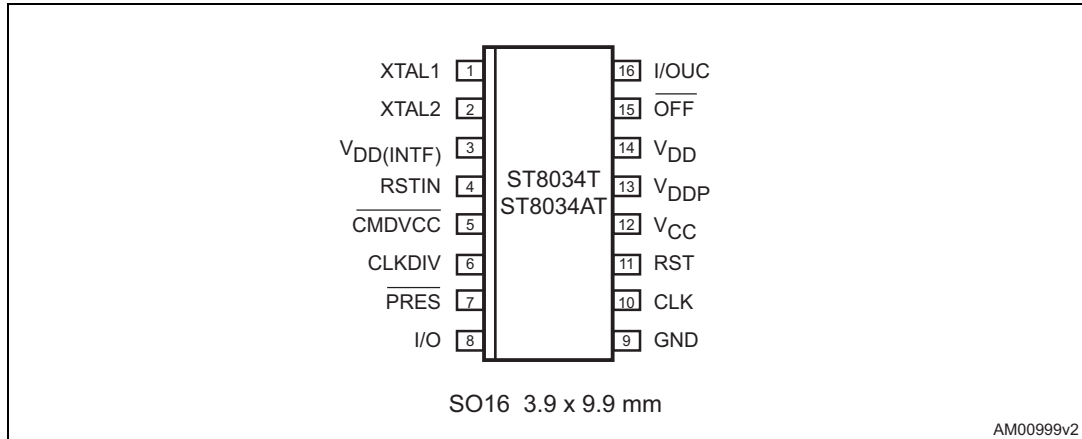 XTAL1 1 16 I/OUC
XTAL2 2 15 OFF
VDD(INTF) 3 14 VDD
RSTIN 4 13 VDDP
CMDVCC 5 12 VCC
CLKDIV 6 11 RST
PRES 7 10 CLK
I/O 8 9 GND
ST8034T
ST8034AT
SO16 3.9 x 9.9 mm
AM00999v2